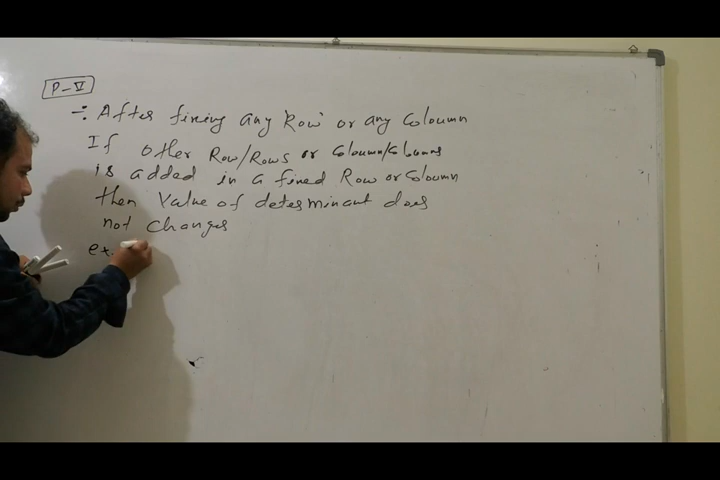 P-V
÷ After fixing any Row or any Coloumn
If other Row/Rows or Coloumn/Coloumns
is added in a fixed Row or Coloumn
then Value of determinant does
not changes
ex.